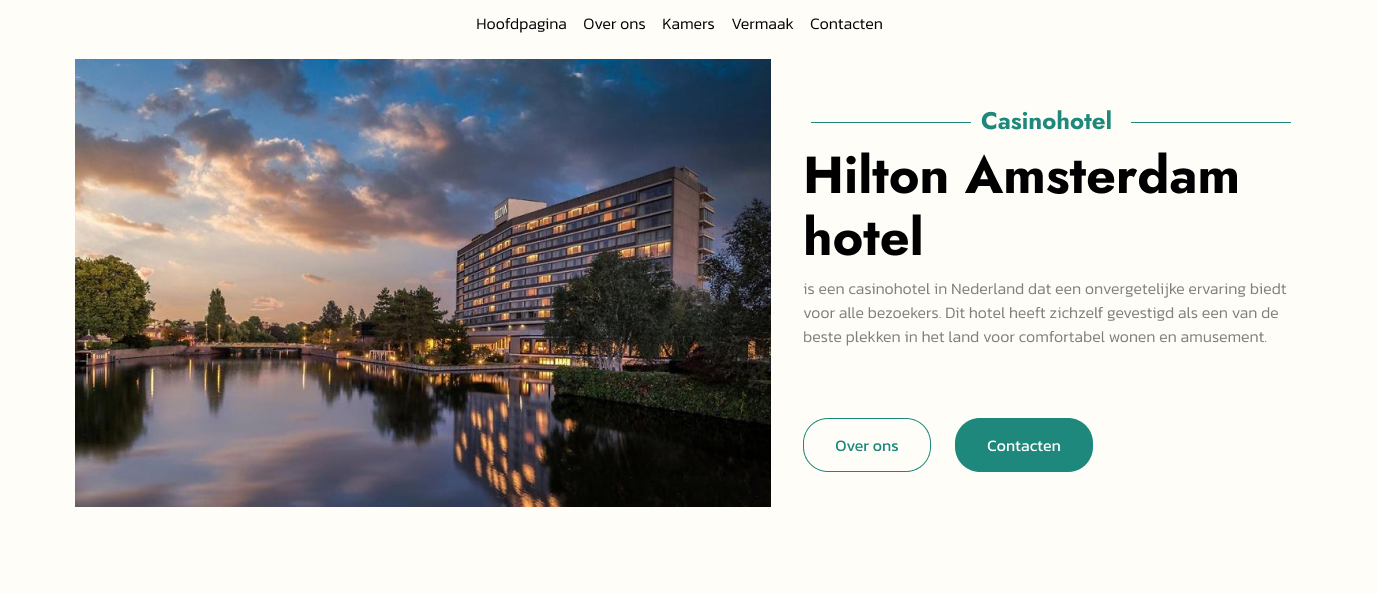 Hoofdpagina Over ons Kamers Vermaak Contacten
Casinohotel
Hilton Amsterdam
hotel
is een casinohotel in Nederland dat een onvergetelijke ervaring biedt
voor alle bezoekers. Dit hotel heeft zichzelf gevestigd als een van de
beste plekken in het land voor comfortabel wonen en amusement.
Over ons Contacten